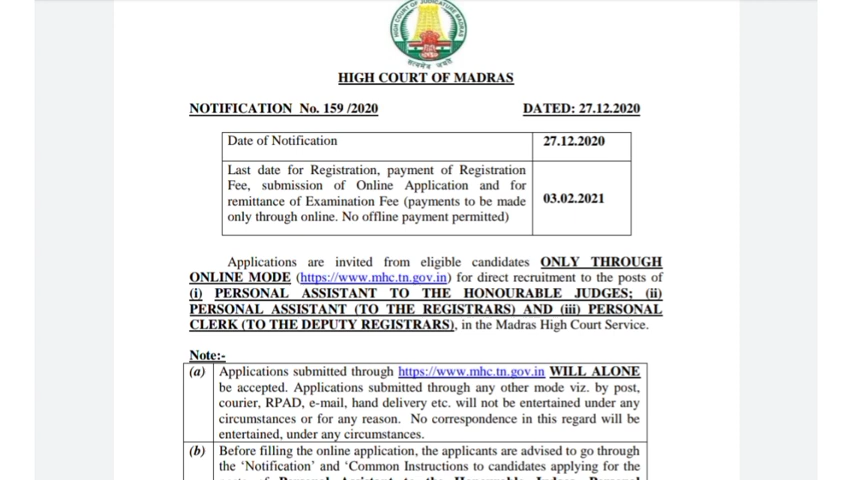 HIGH COURT OF JUDICATURE MADRAS
सत्यमेव जयते
HIGH COURT OF MADRAS
NOTIFICATION No. 159 /2020 DATED: 27.12.2020
Date of Notification 27.12.2020
Last date for Registration, payment of Registration
Fee, submission of Online Application and for
remittance of Examination Fee (payments to be made
only through online. No offline payment permitted)
03.02.2021
Applications are invited from eligible candidates ONLY THROUGH
ONLINE MODE (https://www.mhc.tn.gov.in) for direct recruitment to the posts of
(i) PERSONAL ASSISTANT TO THE HONOURABLE JUDGES; (ii)
PERSONAL ASSISTANT (TO THE REGISTRARS) AND (iii) PERSONAL
CLERK (TO THE DEPUTY REGISTRARS), in the Madras High Court Service.
Note:-
(a) Applications submitted through https://www.mhc.tn.gov.in WILL ALONE
be accepted. Applications submitted through any other mode viz. by post,
courier, RPAD, e-mail, hand delivery etc. will not be entertained under any
circumstances or for any reason. No correspondence in this regard will be
entertained, under any circumstances.
(b) Before filling the online application, the applicants are advised to go through
the ‘Notification’ and ‘Common Instructions to candidates applying for the